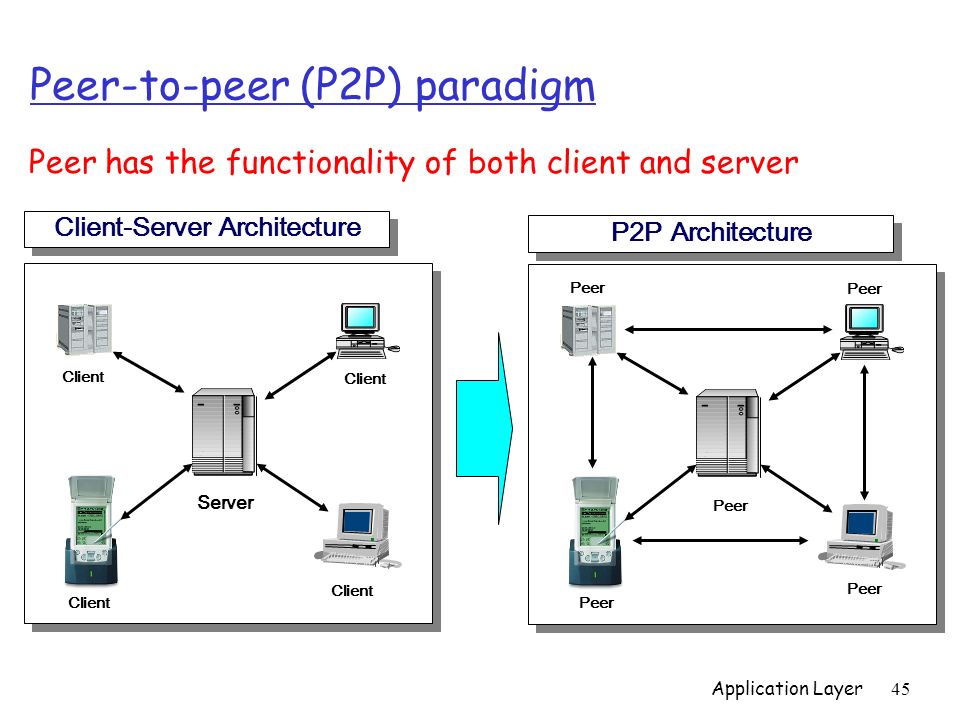 Peer-to-peer (P2P) paradigm
Peer has the functionality of both client and server
Client-Server Architecture
Client
Client
Server
Client
Client
P2P Architecture
Peer
Peer
Peer
Peer
Peer
Application Layer 45